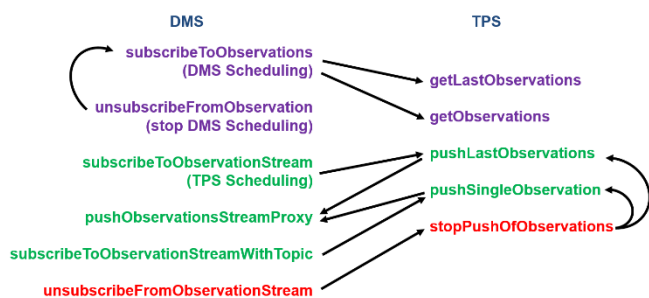 DMS
TPS
subscribeToObservations
(DMS Scheduling)
getLastObservations
unsubscribeFromObservation
(stop DMS Scheduling)
getObservations
subscribeToObservationStream
(TPS Scheduling)
pushLastObservations
pushObservationsStreamProxy
pushSingleObservation
subscribeToObservationStreamWithTopic
stopPushOfObservations
unsubscribeFromObservationStream